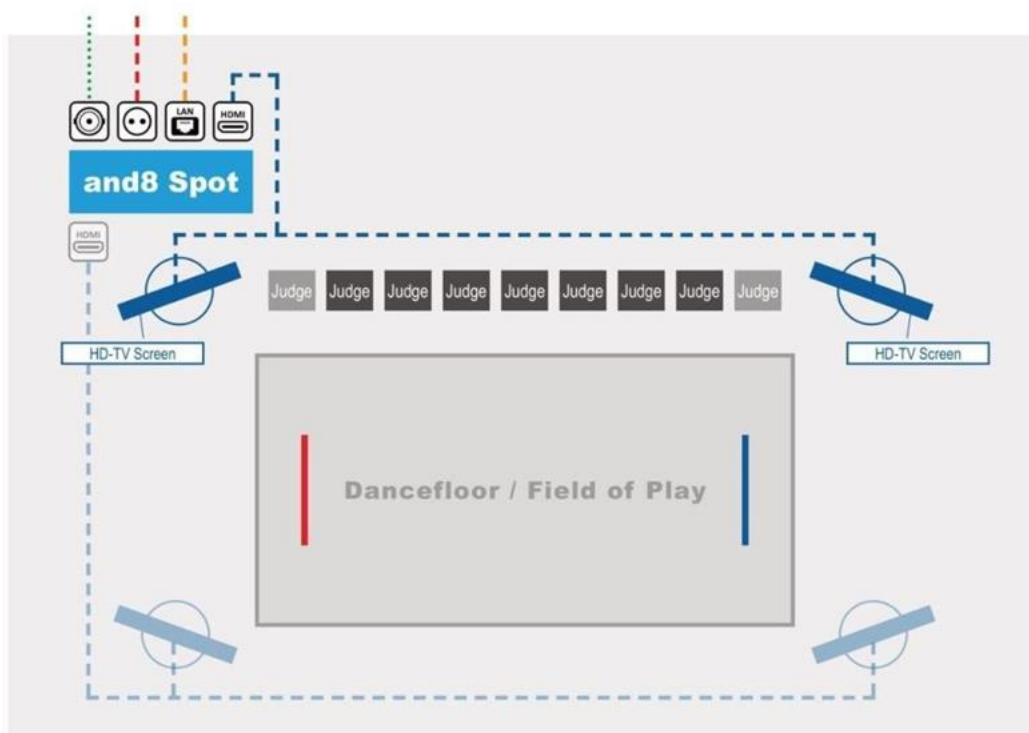 LAN
HDMI
and8 Spot
HDMI
Judge Judge Judge Judge Judge Judge Judge Judge Judge
HD-TV Screen
HD-TV Screen
Dancefloor / Field of Play